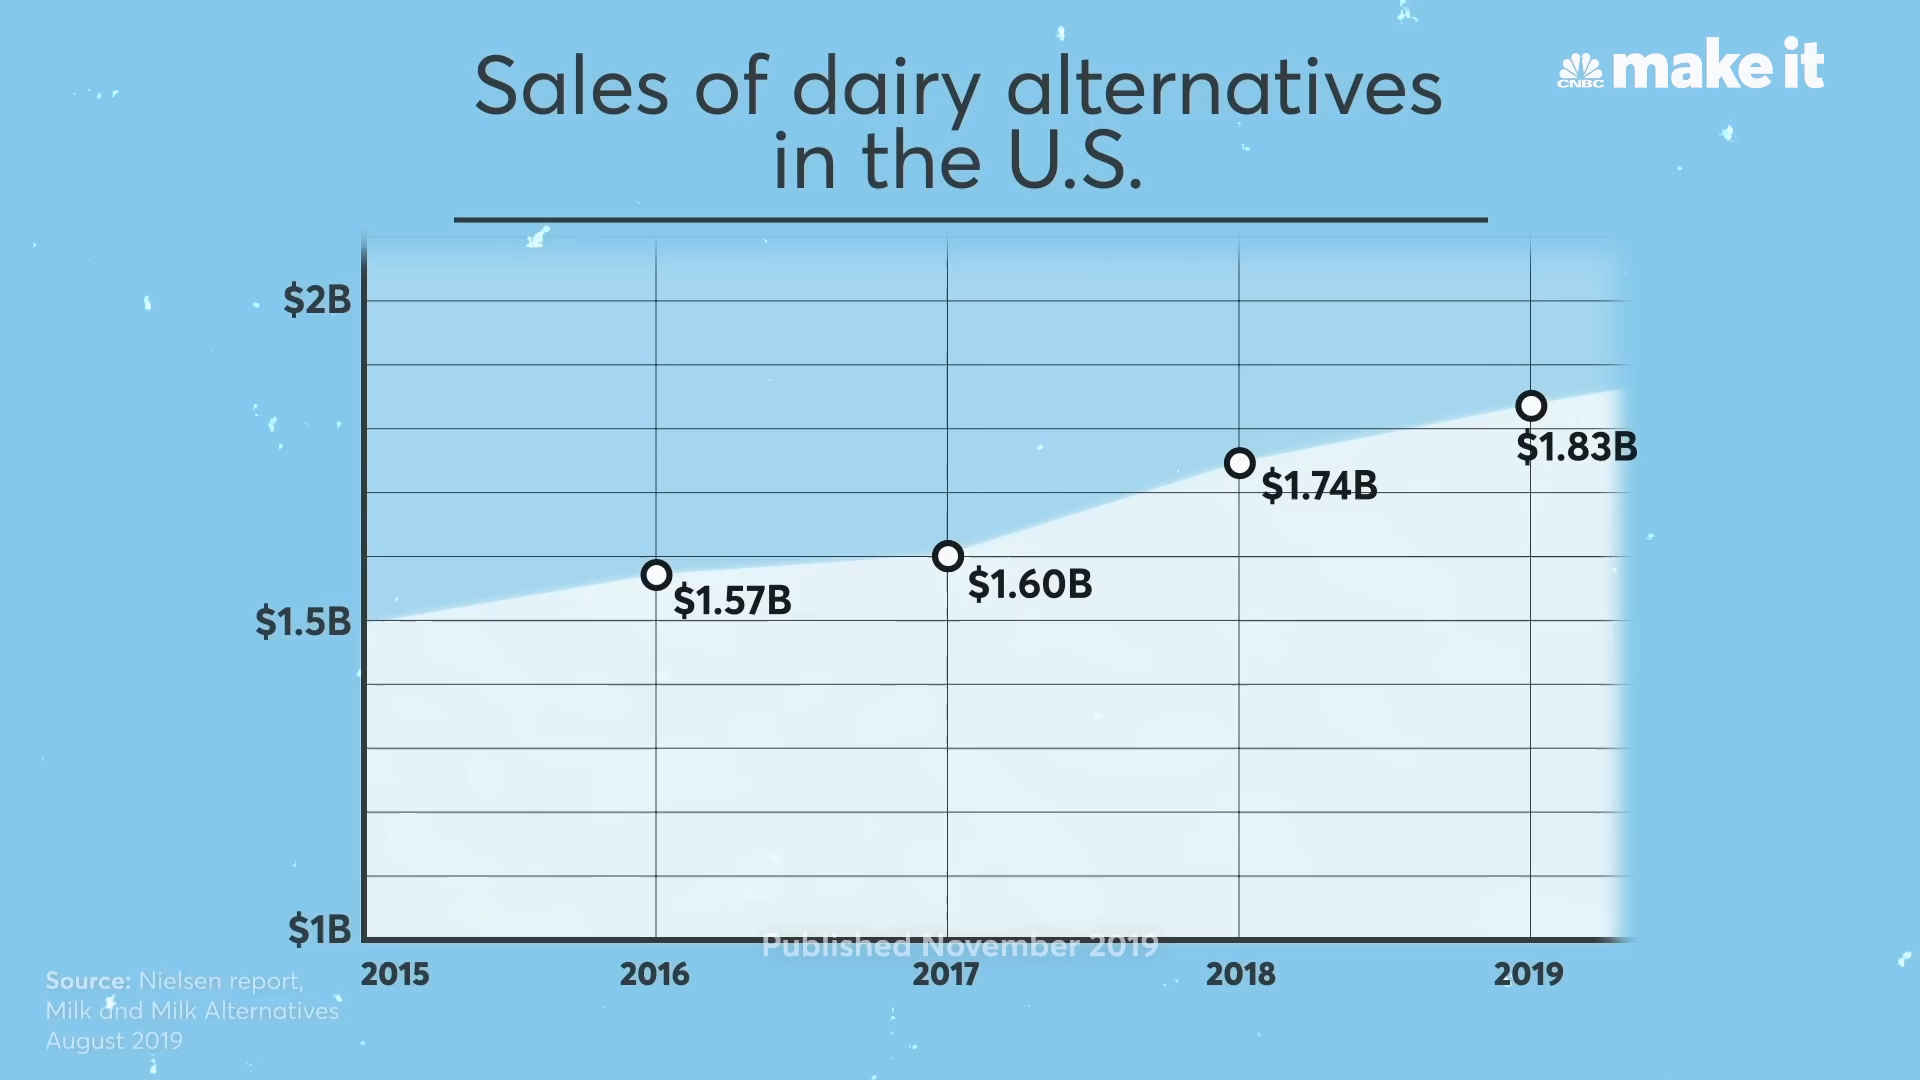 Sales of dairy alternatives
in the U.S.
CNBC make it
$2B
$1.5B
$1B
$1.57B
$1.60B
$1.74B
$1.83B
Published November 2019
2015 2016 2017 2018 2019
Source: Nielsen report,
Milk and Milk Alternatives
August 2019